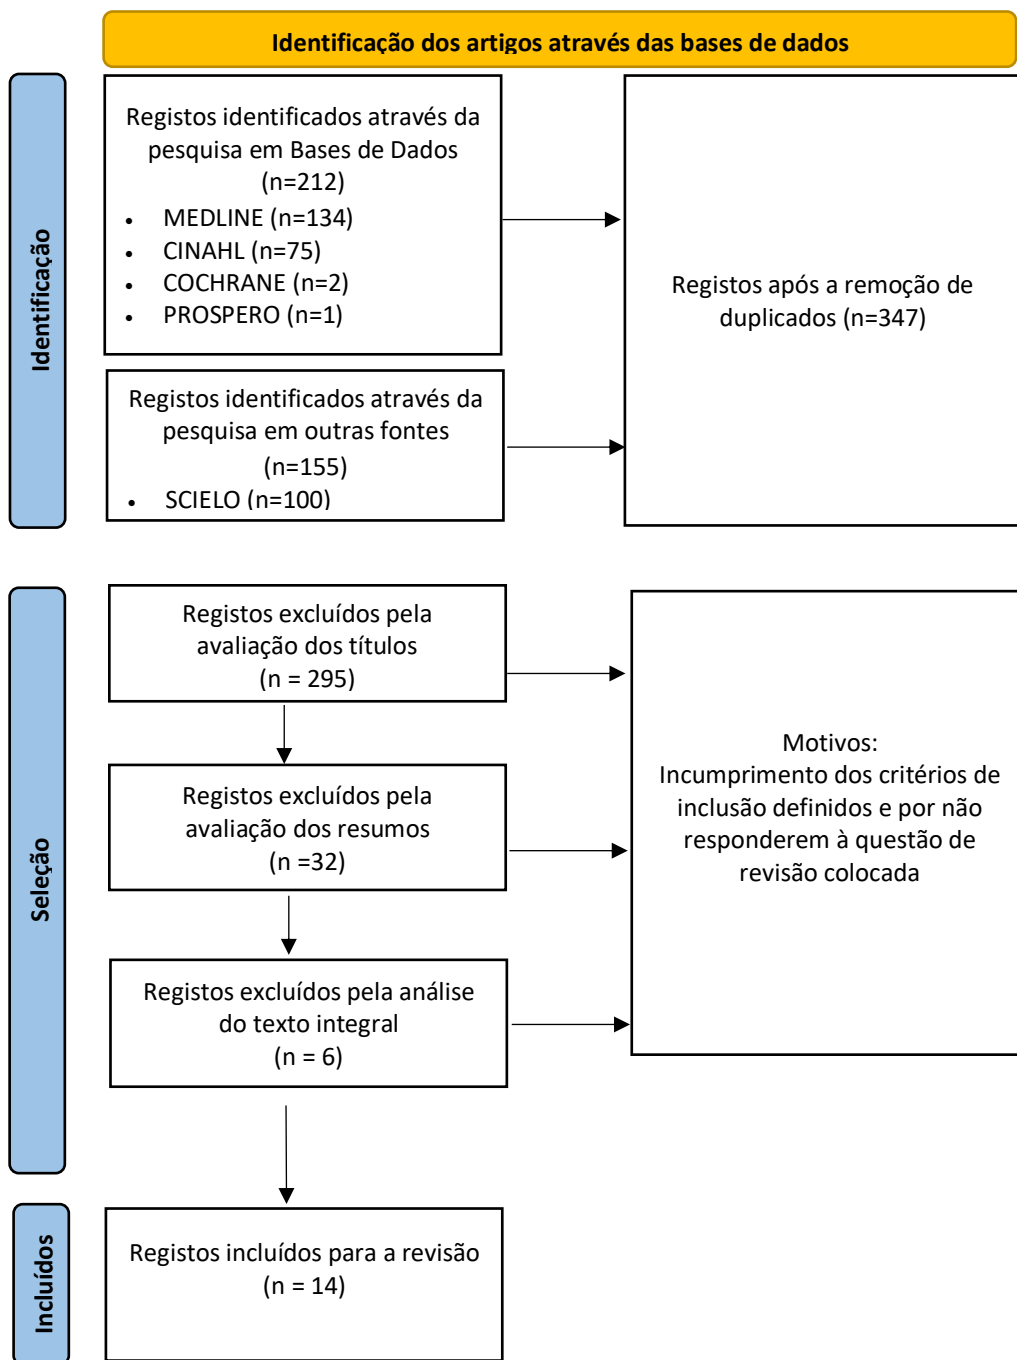 Identificação dos artigos através das bases de dados
Identificação
Registos identificados através da
pesquisa em Bases de Dados
(n=212)
• MEDLINE (n=134)
• CINAHL (n=75)
• COCHRANE (n=2)
• PROSPERO (n=1)
Registos após a remoção de
duplicados (n=347)
Registos identificados através da
pesquisa em outras fontes
(n=155)
• SCIELO (n=100)
Seleção
Registos excluídos pela
avaliação dos títulos
(n = 295)
Motivos:
Incumprimento dos critérios de
inclusão definidos e por não
responderem à questão de
revisão colocada
Registos excluídos pela
avaliação dos resumos
(n =32)
Registos excluídos pela análise
do texto integral
(n = 6)
Incluídos
Registos incluídos para a revisão
(n = 14)